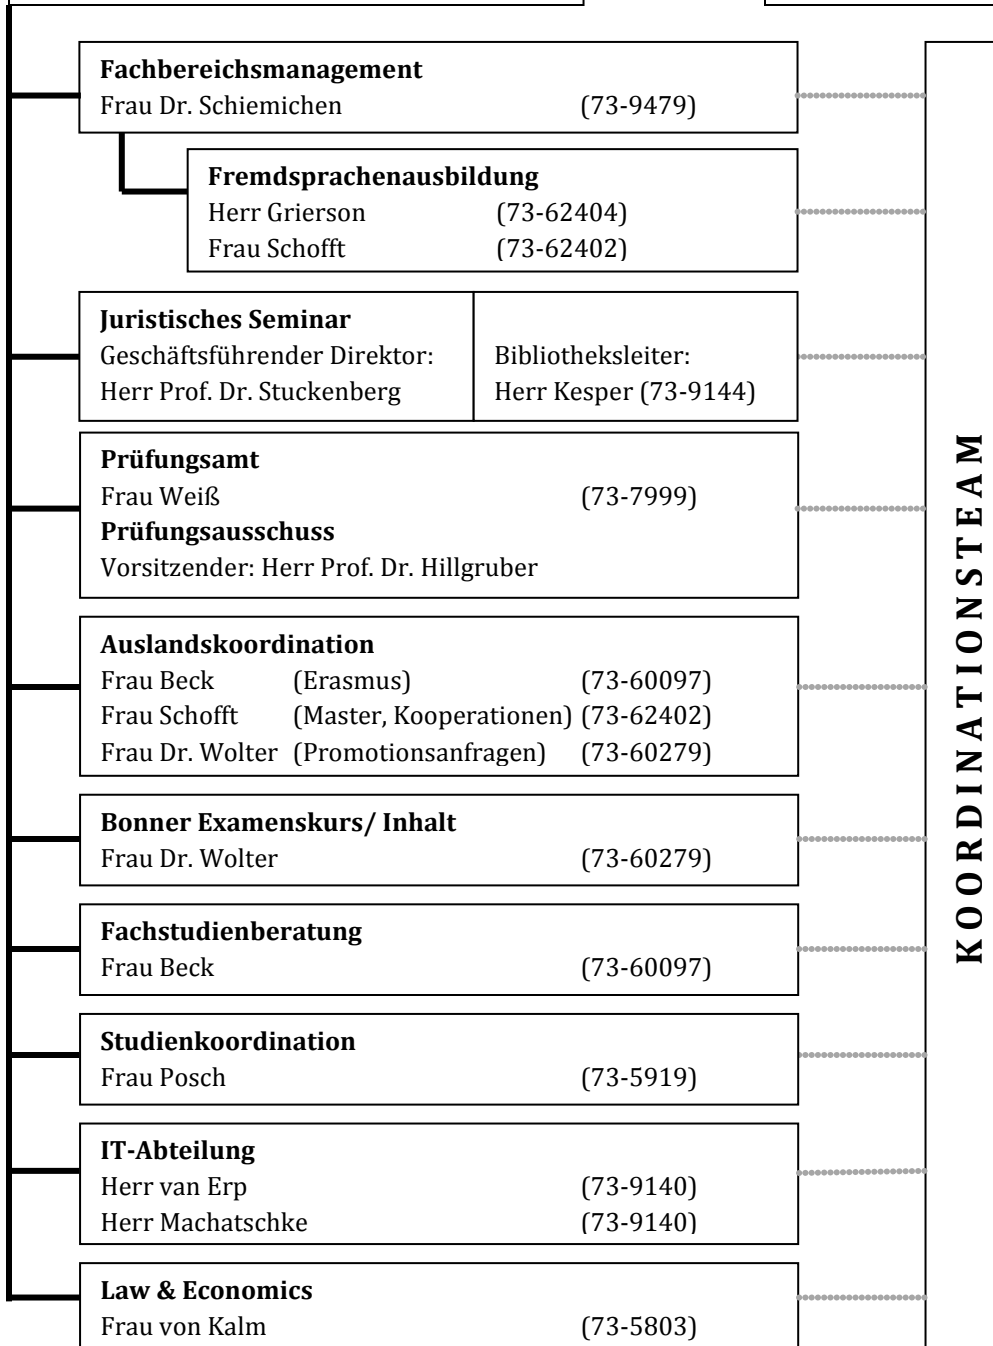 Fachbereichsmanagement
Frau Dr. Schiemichen (73-9479)
Fremdsprachenausbildung
Herr Grierson (73-62404)
Frau Schofft (73-62402)
Juristisches Seminar
Geschäftsführender Direktor:
Herr Prof. Dr. Stuckenberg
Bibliotheksleiter:
Herr Kesper (73-9144)
Prüfungsamt
Frau Weiß (73-7999)
Prüfungsausschuss
Vorsitzender: Herr Prof. Dr. Hillgruber
Auslandskoordination
Frau Beck (Erasmus) (73-60097)
Frau Schofft (Master, Kooperationen) (73-62402)
Frau Dr. Wolter (Promotionsanfragen) (73-60279)
Bonner Examenskurs/ Inhalt
Frau Dr. Wolter (73-60279)
Fachstudienberatung
Frau Beck (73-60097)
Studienkoordination
Frau Posch (73-5919)
IT-Abteilung
Herr van Erp (73-9140)
Herr Machatschke (73-9140)
Law & Economics
Frau von Kalm (73-5803)
KOORDINATIONSTEAM